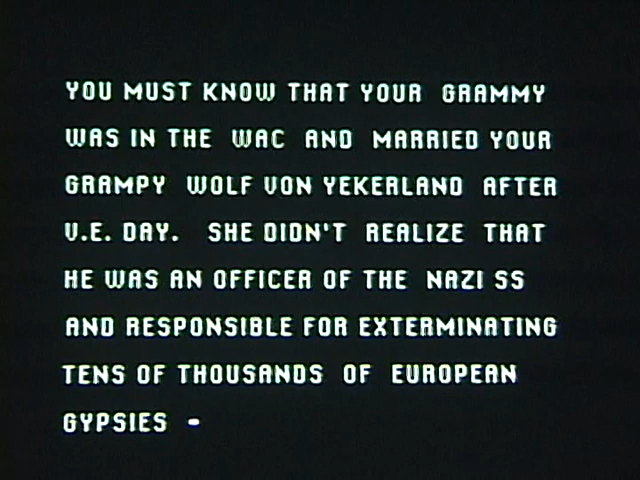 YOU MUST KNOW THAT YOUR GRAMMY
WAS IN THE WAC AND MARRIED YOUR
GRAMPY WOLF VON YEKERLAND AFTER
V.E. DAY. SHE DIDN'T REALIZE THAT
HE WAS AN OFFICER OF THE NAZI SS
AND RESPONSIBLE FOR EXTERMINATING
TENS OF THOUSANDS OF EUROPEAN
GYPSIES -